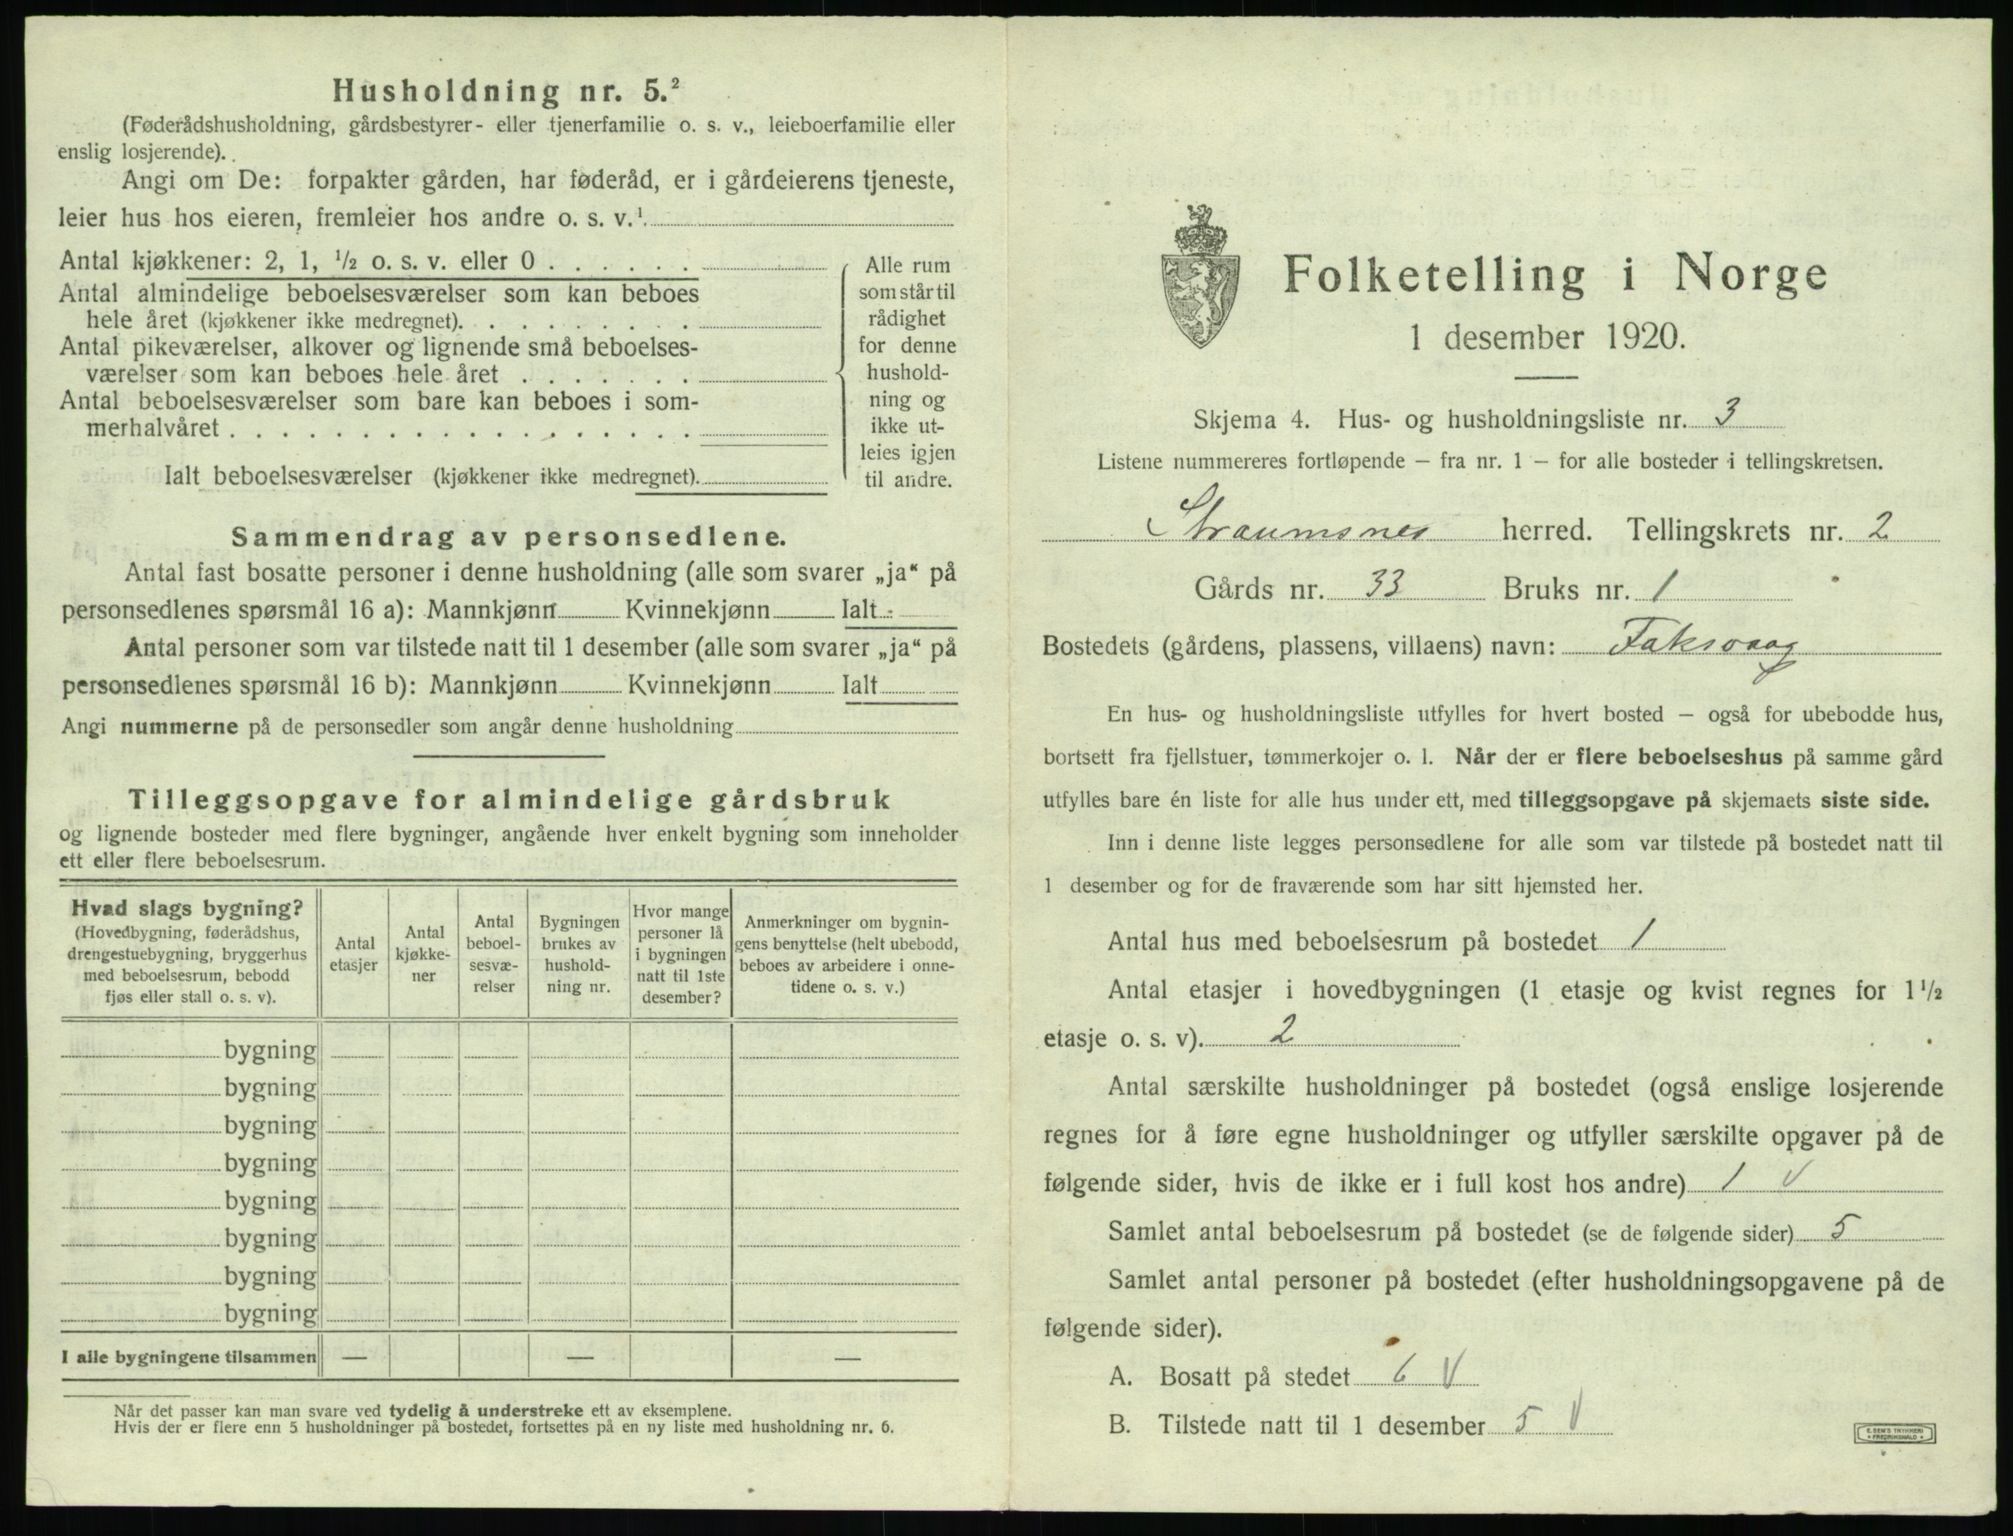 Husholdning nr. 5.²
(Føderådshusholdning, gårdsbestyrer- eller tjenerfamilie o. s. v., leieboerfamilie eller
enslig losjerende).
Angi om De: forpakter gården, har føderåd, er i gårdeierens tjeneste,
leier hus hos eieren, fremleier hos andre o. s. v.¹
Antal kjøkkener: 2, 1, ½ o. s. v. eller 0
Antal almindelige beboelsesværelser som kan beboes
hele året (kjøkkener ikke medregnet).
Antal pikeværelser, alkover og lignende små beboelses-
værelser som kan beboes hele året
Antal beboelsesværelser som bare kan beboes i som-
merhalvåret
Ialt beboelsesværelser (kjøkkener ikke medregnet).
Alle rum
som står til
rådighet
for denne
hushold-
ning og
ikke ut-
leies igjen
til andre.
Sammendrag av personsedlene.
Antal fast bosatte personer i denne husholdning (alle som svarer „ja“ på
personsedlenes spørsmål 16 a): Mannkjønn Kvinnekjønn Ialt
Antal personer som var tilstede natt til 1 desember (alle som svarer „ja“ på
personsedlenes spørsmål 16 b): Mannkjønn Kvinnekjønn Ialt
Angi nummerne på de personsedler som angår denne husholdning
Tilleggsopgave for almindelige gårdsbruk
og lignende bosteder med flere bygninger, angående hver enkelt bygning som inneholder
ett eller flere beboelsesrum.
Hvad slags bygning?
(Hovedbygning, føderådshus,
drengestuebygning, bryggerhus
med beboelsesrum, bebodd
fjøs eller stall o. s. v).
Antal
etasjer
Antal
kjøkke-
ner
Antal
beboel-
sesvæ-
relser
Bygningen
brukes av
hushold-
ning nr.
Hvor mange
personer lå
i bygningen
natt til 1ste
desember?
Anmerkninger om bygnin-
gens benyttelse (helt ubebodd,
beboes av arbeidere i onne-
tidene o. s. v.)
bygning
bygning
bygning
bygning
bygning
bygning
bygning
bygning
I alle bygningene tilsammen — — —
Når det passer kan man svare ved tydelig å understreke ett av eksemplene.
Hvis der er flere enn 5 husholdninger på bostedet, fortsettes på en ny liste med husholdning nr. 6.
Folketelling i Norge
1 desember 1920.
Skjema 4. Hus- og husholdningsliste nr. 3
Listene nummereres fortløpende — fra nr. 1 — for alle bosteder i tellingskretsen.
Straumsnes herred. Tellingskrets nr. 2
Gårds nr. 33 Bruks nr. 1
Bostedets (gårdens, plassens, villaens) navn: Faksvaag
En hus- og husholdningsliste utfylles for hvert bosted — også for ubebodde hus,
bortsett fra fjellstuer, tømmerkojer o. l. Når der er flere beboelseshus på samme gård
utfylles bare én liste for alle hus under ett, med tilleggsopgave på skjemaets siste side.
Inn i denne liste legges personsedlene for alle som var tilstede på bostedet natt til
1 desember og for de fraværende som har sitt hjemsted her.
Antal hus med beboelsesrum på bostedet 1
Antal etasjer i hovedbygningen (1 etasje og kvist regnes for 1½
etasje o. s. v). 2
Antal særskilte husholdninger på bostedet (også enslige losjerende
regnes for å føre egne husholdninger og utfyller særskilte opgaver på de
følgende sider, hvis de ikke er i full kost hos andre) 1 V
Samlet antal beboelsesrum på bostedet (se de følgende sider) 5
Samlet antal personer på bostedet (efter husholdningsopgavene på de
følgende sider).
A. Bosatt på stedet 6 V
B. Tilstede natt til 1 desember 5 V
E. SEM'S TRYKKERI
FREDRIKSHALD